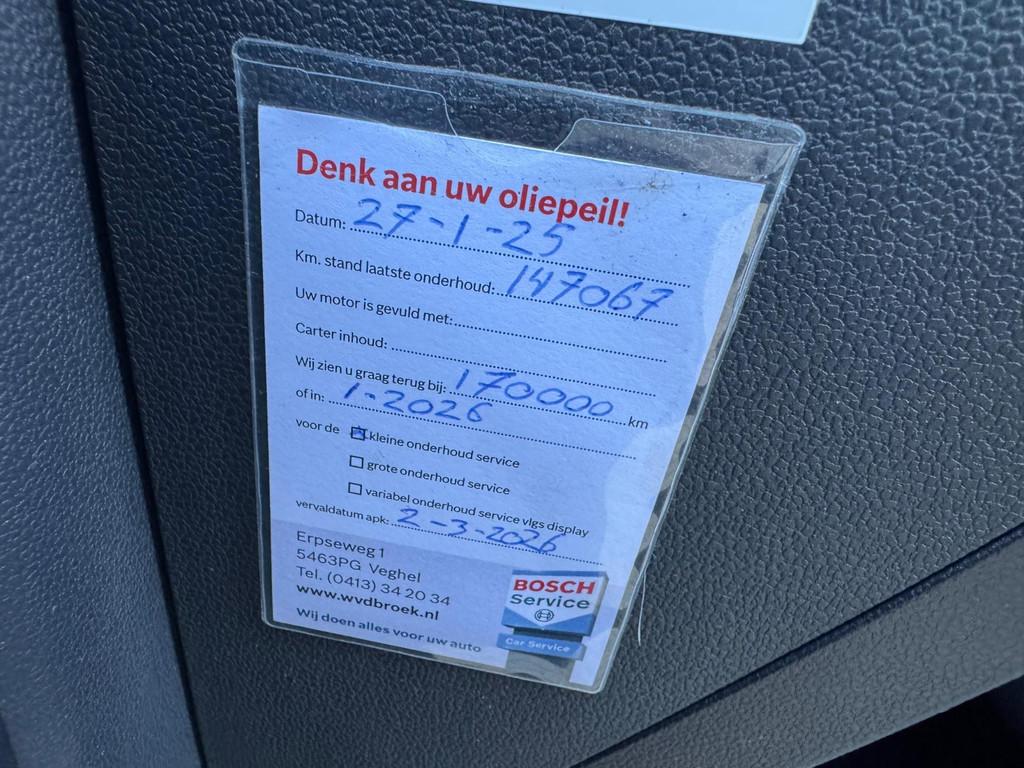 Denk aan uw oliepeil!
Datum: 27-1-25
Km. stand laatste onderhoud: 147067
Uw motor is gevuld met:
Carter inhoud:
Wij zien u graag terug bij: 170000 km
of in: 1-2026
voor de kleine onderhoud service
grote onderhoud service
variabel onderhoud service vlgs display
vervaldatum apk: 2-3-2026
Erpseweg 1
5463PG Veghel
Tel. (0413) 34 20 34
www.wvdbroek.nl
Wij doen alles voor uw auto
BOSCH
Service
Car Service